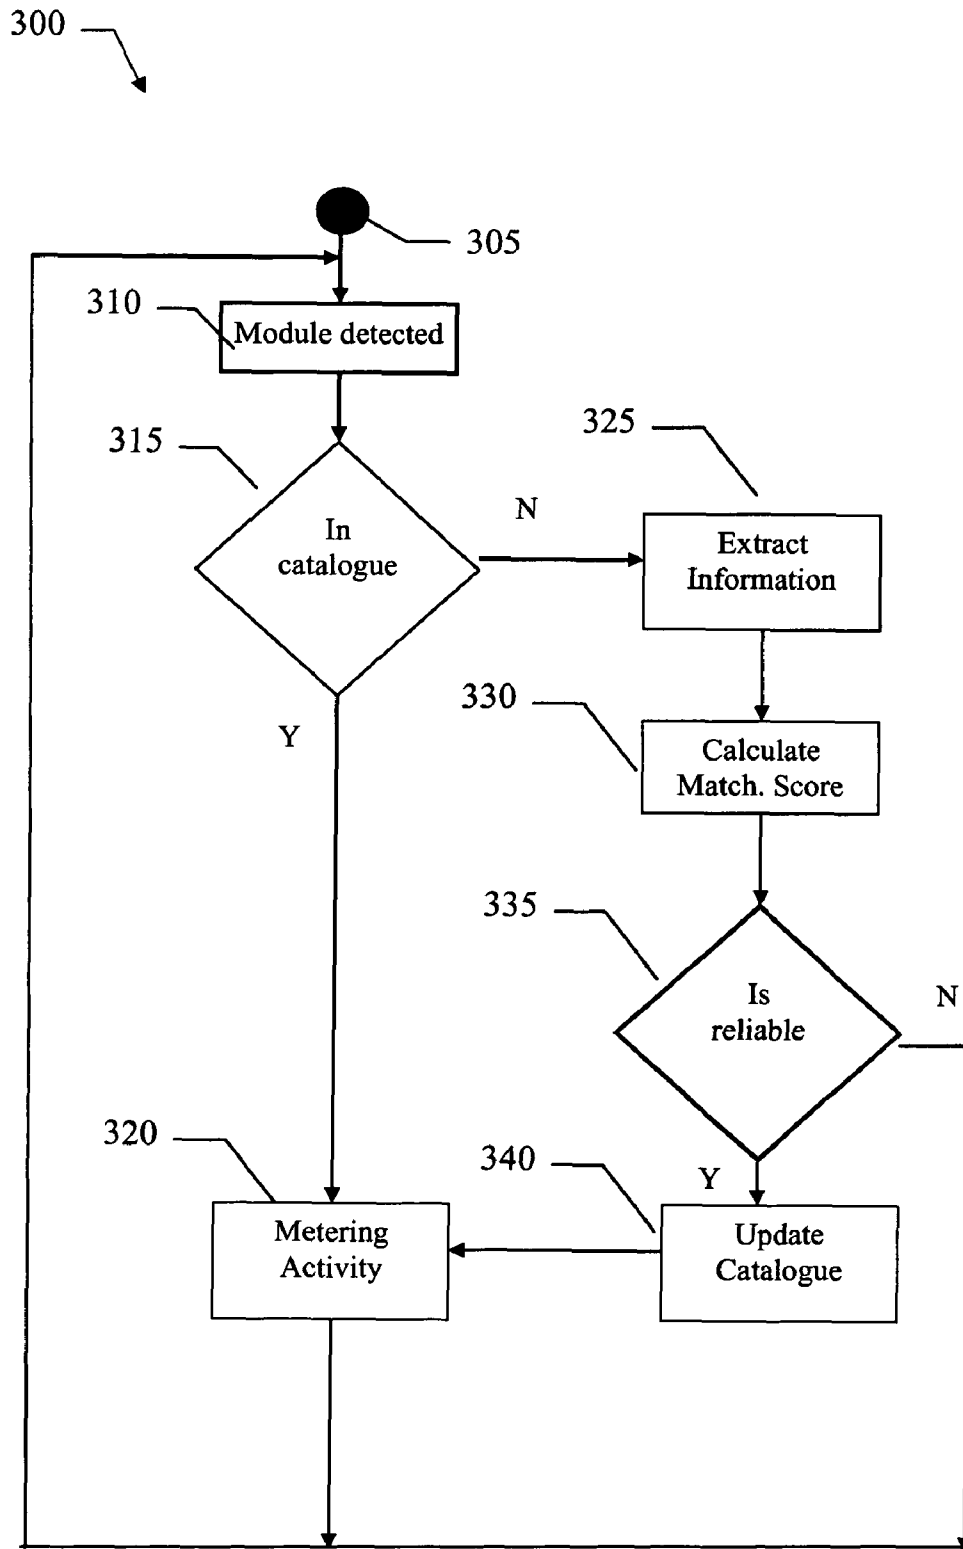 300
305
310
Module detected
315
325
In
catalogue
N
Extract
Information
330
Y
Calculate
Match. Score
335
Is
reliable
N
320
340
Y
Metering
Activity
Update
Catalogue